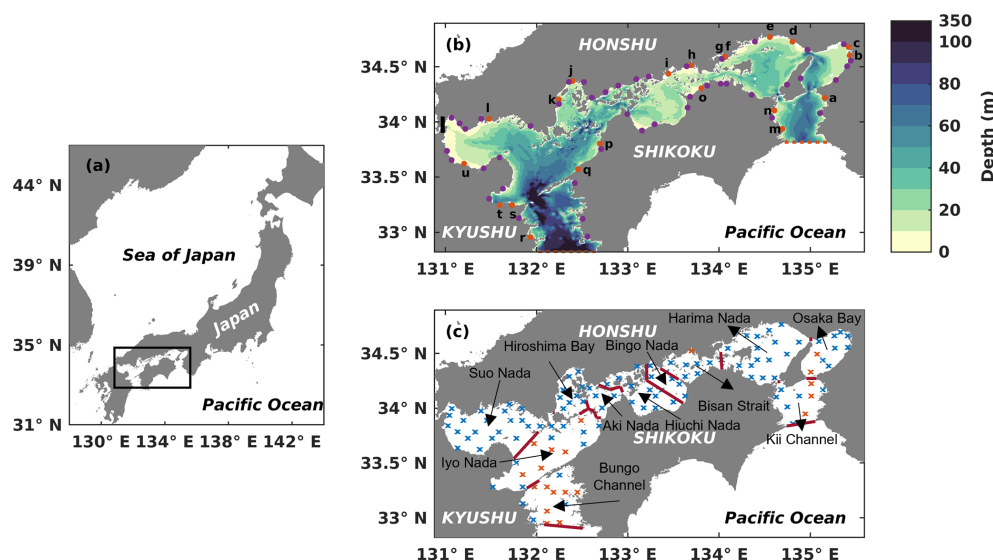 (a)
44° N
39° N
35° N
31° N
130° E
134° E
138° E
142° E
Sea of Japan
Japan
Pacific Ocean
(b)
HONSHU
SHIKOKU
KYUSHU
Pacific Ocean
34.5° N
34° N
33.5° N
33° N
131° E
132° E
133° E
134° E
135° E
a
b
c
d
e
f
g
h
i
j
k
l
m
n
o
p
q
r
s
t
u
350
100
80
60
40
20
0
Depth (m)
(c)
HONSHU
Harima Nada
Osaka Bay
Hiroshima Bay
Bingo Nada
Suo Nada
Bisan Strait
Aki Nada
Hiuchi Nada
SHIKOKU
Kii Channel
Iyo Nada
Bungo
Channel
KYUSHU
Pacific Ocean
34.5° N
34° N
33.5° N
33° N
131° E
132° E
133° E
134° E
135° E